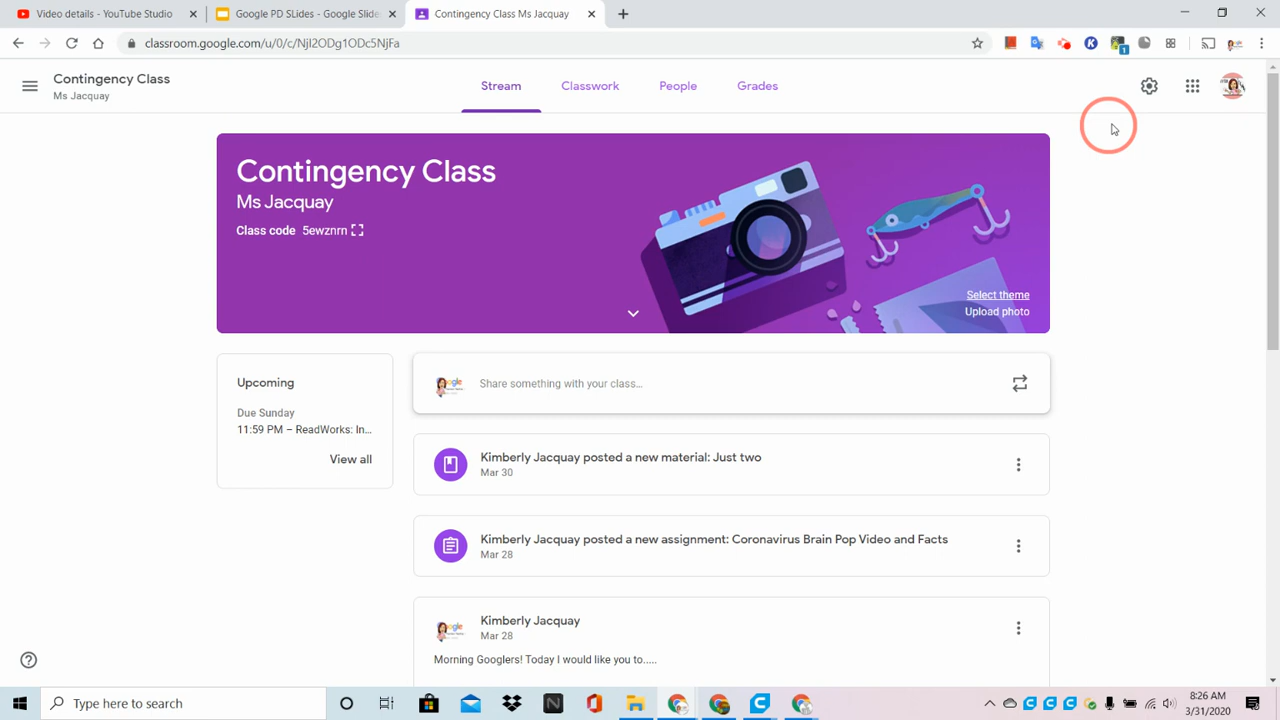 Video details - YouTube Studio
Google PD SLides - Google Slides
Contingency Class Ms Jacquay
classroom.google.com/u/0/c/NjI2ODg1ODc5NjFa
1
Contingency Class
Ms Jacquay
Stream
Classwork
People
Grades
Contingency Class
Ms Jacquay
Class code 5ewznrn
Select theme
Upload photo
Upcoming
Due Sunday
11:59 PM – ReadWorks: In...
View all
Share something with your class...
Kimberly Jacquay posted a new material: Just two
Mar 30
Kimberly Jacquay posted a new assignment: Coronavirus Brain Pop Video and Facts
Mar 28
Kimberly Jacquay
Mar 28
Morning Googlers! Today I would like you to.....
Type here to search
8:26 AM
3/31/2020